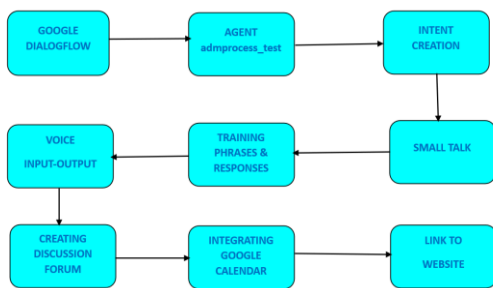 GOOGLE
DIALOGFLOW
AGENT
admprocess_test
INTENT
CREATION
SMALL TALK
TRAINING
PHRASES &
RESPONSES
VOICE
INPUT-OUTPUT
CREATING
DISCUSSION
FORUM
INTEGRATING
GOOGLE
CALENDAR
LINK TO
WEBSITE